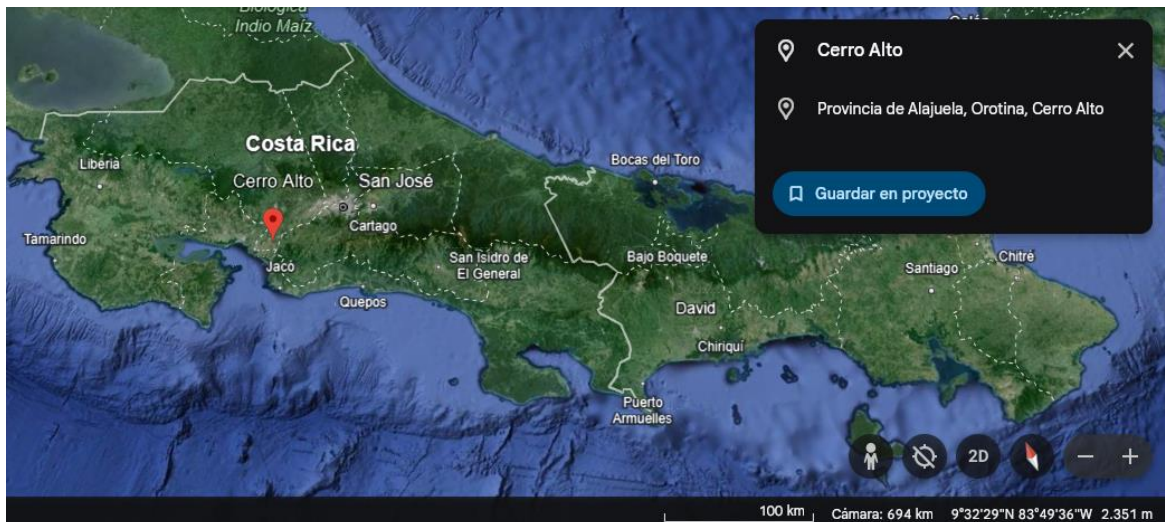 Biológica
Indio Maíz
Cerro Alto
Provincia de Alajuela, Orotina, Cerro Alto
Guardar en proyecto
Costa Rica
Liberia
Cerro Alto
San José
Bocas del Toro
Cartago
Tamarindo
Jacó
San Isidro de
El General
Bajo Boquete
Santiago
Chitré
Quepos
David
Chiriquí
Puerto
Armuelles
2D
100 km
Cámara: 694 km 9°32'29"N 83°49'36"W 2.351 m